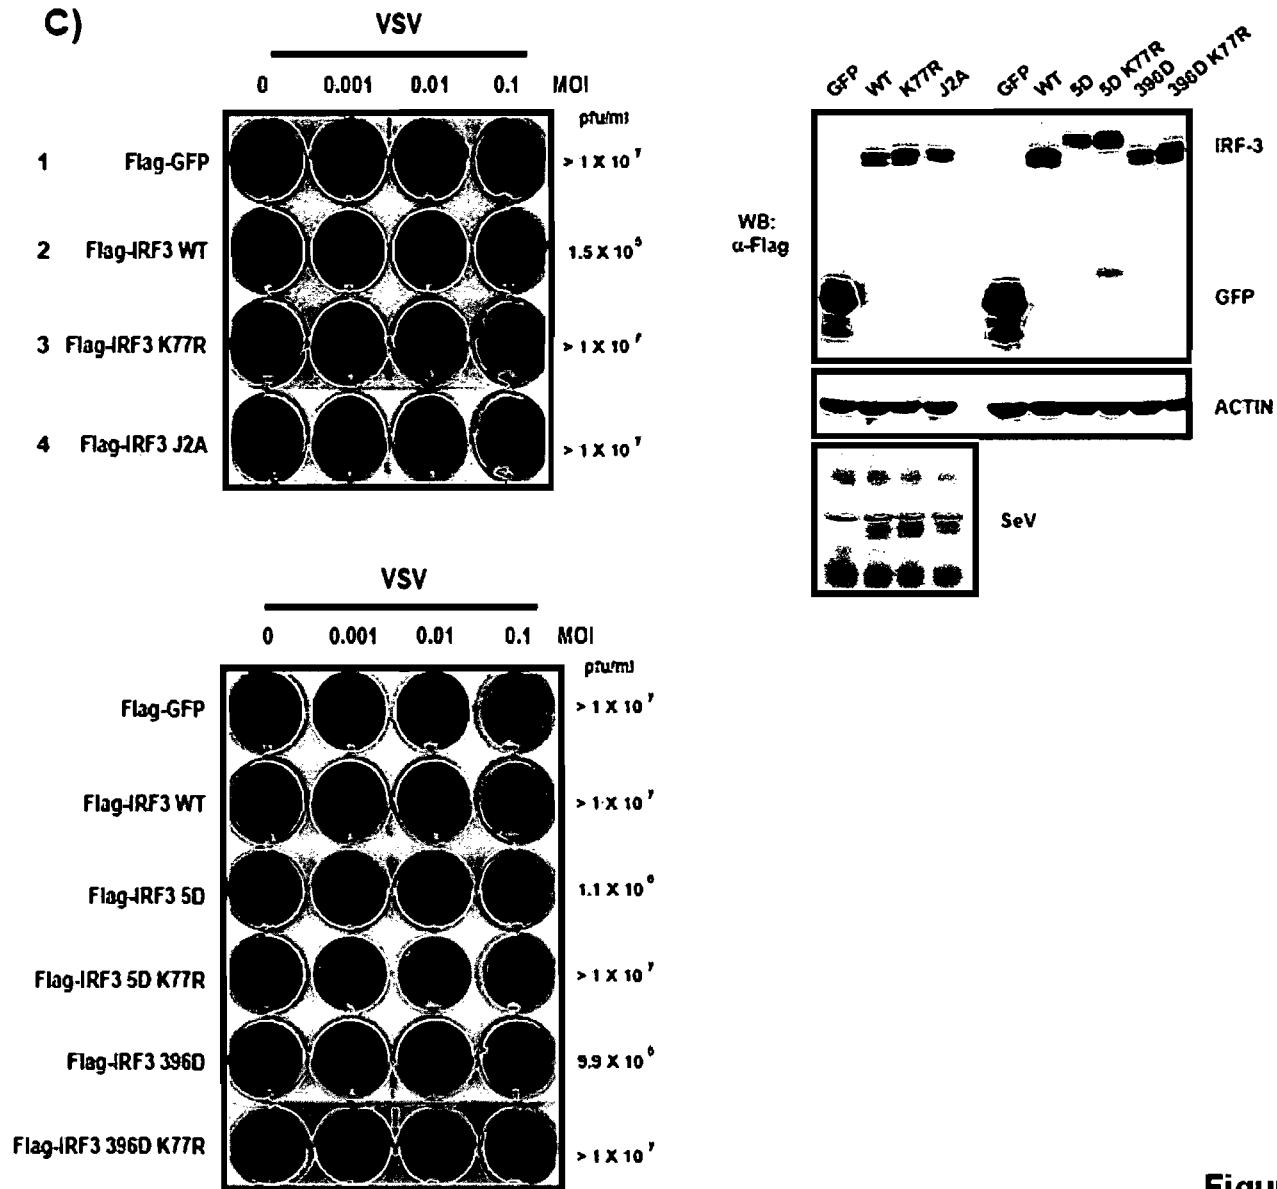 C)
VSV
0 0.001 0.01 0.1 MOI
pfu/ml
1 Flag-GFP > 1 X 10⁷
2 Flag-IRF3 WT 1.5 X 10⁵
3 Flag-IRF3 K77R > 1 X 10⁷
4 Flag-IRF3 J2A > 1 X 10⁷
VSV
0 0.001 0.01 0.1 MOI
pfu/ml
Flag-GFP > 1 X 10⁷
Flag-IRF3 WT > 1 X 10⁷
Flag-IRF3 5D 1.1 X 10⁶
Flag-IRF3 5D K77R > 1 X 10⁷
Flag-IRF3 396D 9.9 X 10⁶
Flag-IRF3 396D K77R > 1 X 10⁷
GFP WT K77R J2A GFP WT 5D 5D K77R 396D 396D K77R
IRF-3
WB:
α-Flag
GFP
ACTIN
SeV